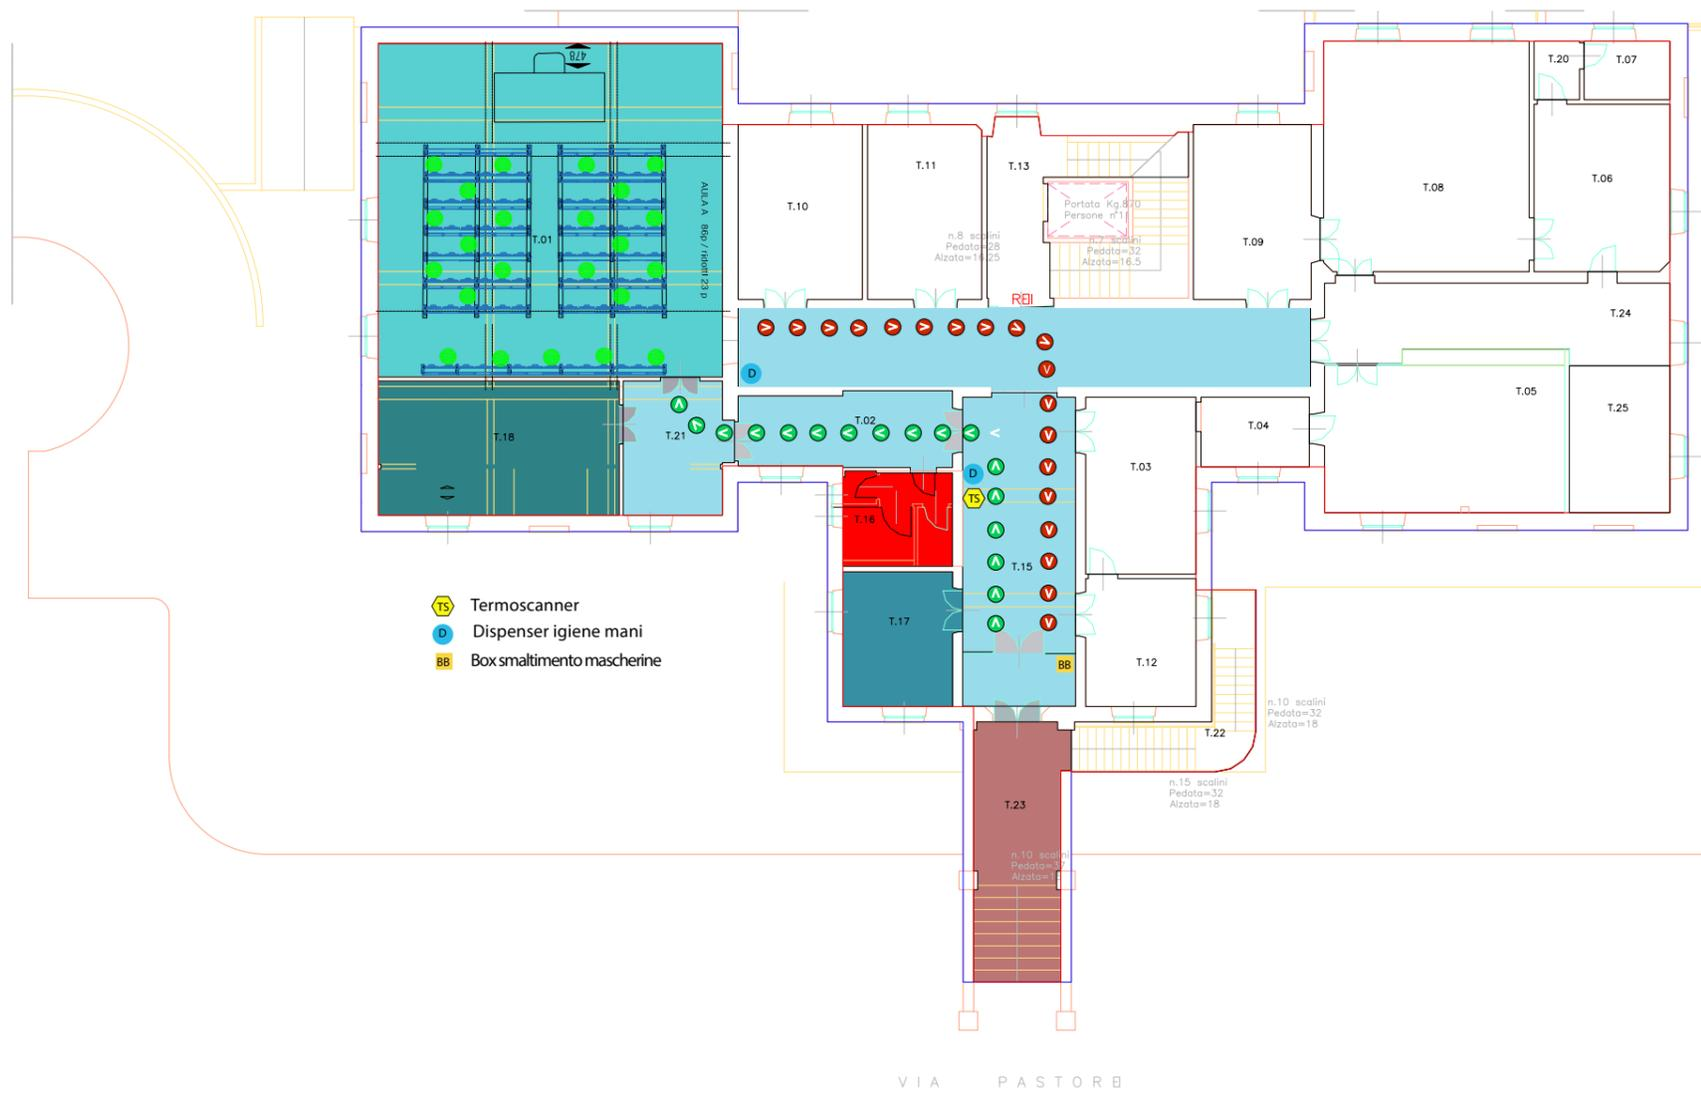 478
T.20
T.07
T.11
T.13
T.10
T.01
AULA A 86p / ridotti 23 p
Portata Kg.870
Persone n°11
n.8 scalini
Pedata=28
Alzata=16.25
n.7 scalini
Pedata=32
Alzata=16.5
T.09
T.08
T.06
REI
T.24
D
T.18
T.21
T.02
T.03
T.04
T.05
T.25
D
TS
T.16
T.15
T.17
T.12
BB
TS Termoscanner
D Dispenser igiene mani
BB Box smaltimento mascherine
n.10 scalini
Pedata=32
Alzata=18
T.22
n.15 scalini
Pedata=32
Alzata=18
T.23
n.10 scalini
VIA PASTORE